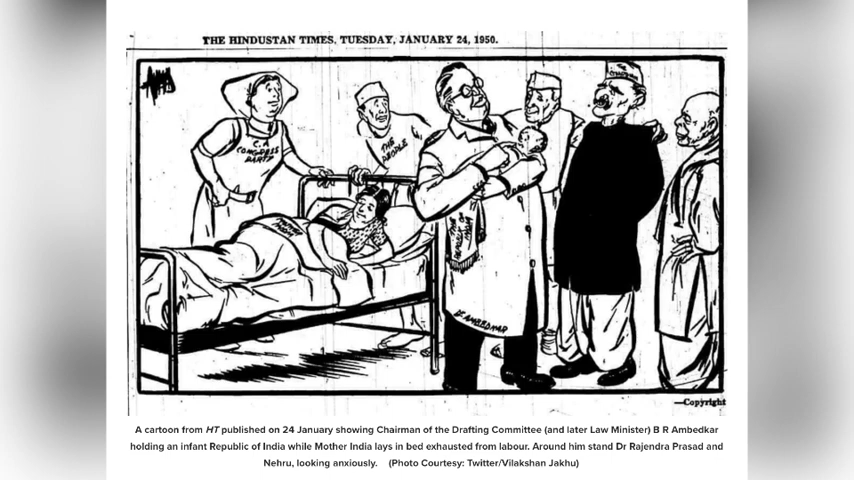 THE HINDUSTAN TIMES, TUESDAY, JANUARY 24, 1950.
C.A
CONGRESS
PARTY
THE
PEOPLE
DR AMBEDKAR
—Copyright
A cartoon from HT published on 24 January showing Chairman of the Drafting Committee (and later Law Minister) B R Ambedkar
holding an infant Republic of India while Mother India lays in bed exhausted from labour. Around him stand Dr Rajendra Prasad and
Nehru, looking anxiously. (Photo Courtesy: Twitter/Vilakshan Jakhu)